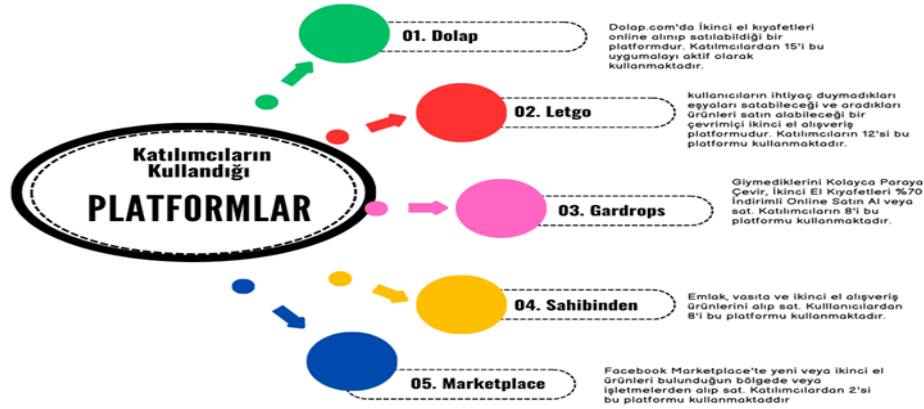 Katılımcıların
Kullandığı
PLATFORMLAR
01. Dolap
Dolap.com'da İkinci el kıyafetleri
online alınıp satılabildiği bir
platformdur. Katılmcılardan 15'i bu
uygumalayı aktif olarak
kullanmaktadır.
02. Letgo
kullanıcıların ihtiyaç duymadıkları
eşyaları satabileceği ve aradıkları
ürünleri satın alabileceği bir
çevrimiçi ikinci el alışveriş
platformudur. Katılımcıların 12'si bu
platformu kullanmaktadır.
03. Gardrops
Giymediklerini Kolayca Paraya
Çevir, İkinci El Kıyafetleri %70
İndirimli Online Satın Al veya
sat. Katılımcıların 8'i bu
platformu kullanmaktadır.
04. Sahibinden
Emlak, vasıta ve ikinci el alışveriş
ürünlerini alıp sat. Kulllanıcılardan
8'i bu platformu kullanmaktadır.
05. Marketplace
Facebook Marketplace'te yeni veya ikinci el
ürünleri bulunduğun bölgede veya
işletmelerden alıp sat. Katılımcılardan 2'si
bu platformu kullanmaktaddır